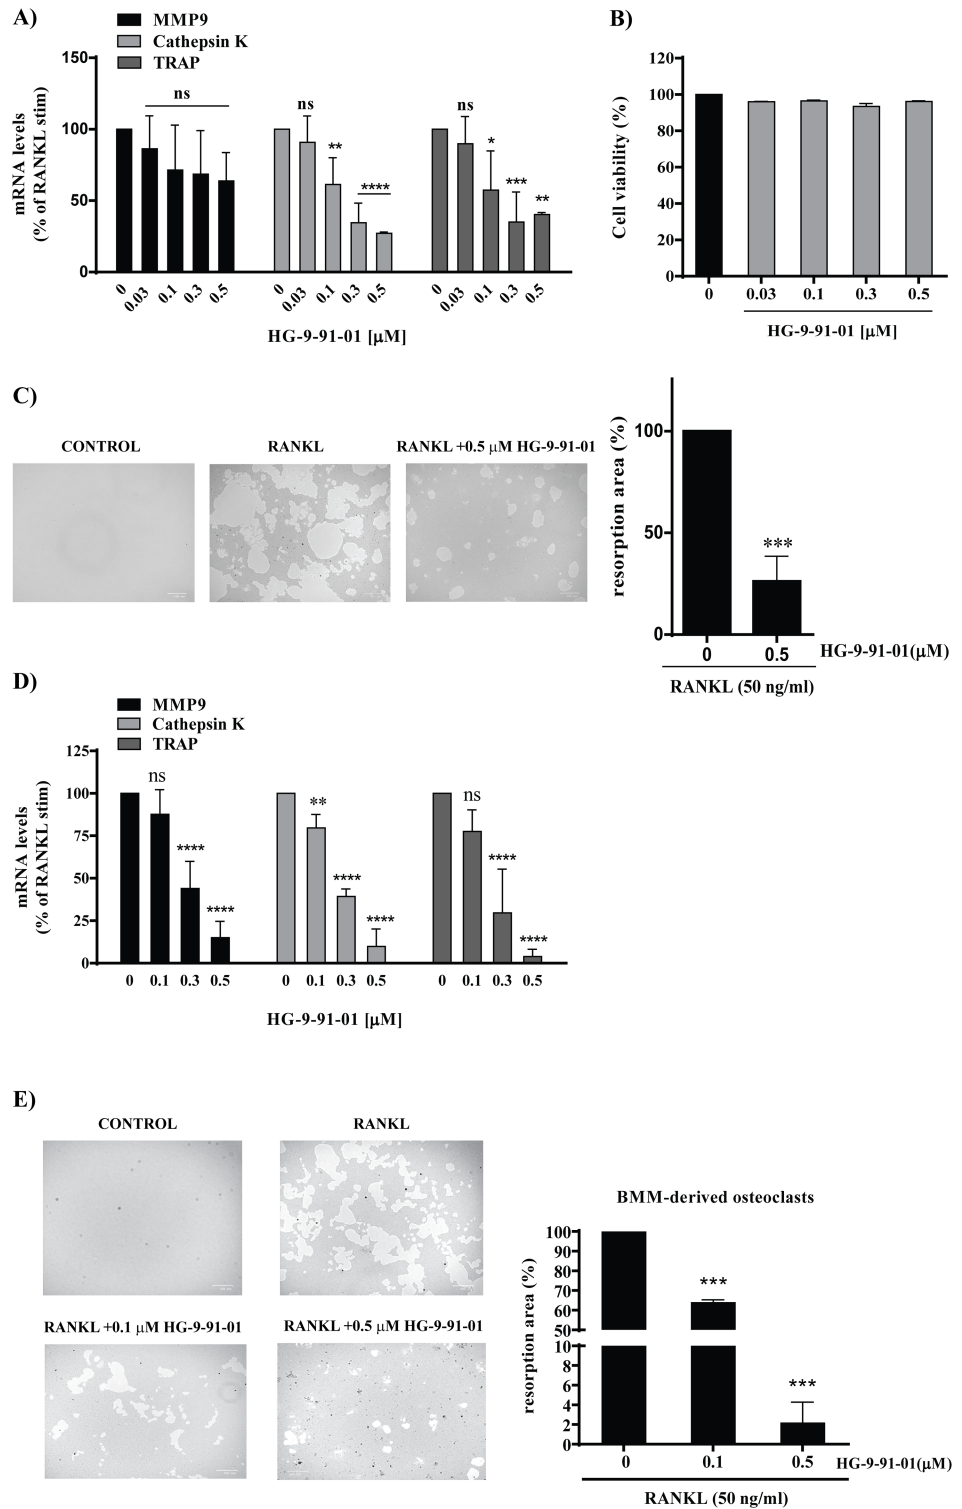 A)
MMP9
Cathepsin K
TRAP
mRNA levels
(% of RANKL stim)
150
100
50
0
ns
ns
**
****
ns
*
***
**
0 0.03 0.1 0.3 0.5 0 0.03 0.1 0.3 0.5 0 0.03 0.1 0.3 0.5
HG-9-91-01 [μM]
B)
Cell viability (%)
120
100
80
60
40
20
0
0 0.03 0.1 0.3 0.5
HG-9-91-01 [μM]
C)
CONTROL
RANKL
RANKL +0.5 μM HG-9-91-01
resorption area (%)
100
50
0
***
0 0.5 HG-9-91-01(μM)
RANKL (50 ng/ml)
D)
MMP9
Cathepsin K
TRAP
mRNA levels
(% of RANKL stim)
125
100
75
50
25
0
ns
****
****
**
****
****
ns
****
****
0 0.1 0.3 0.5 0 0.1 0.3 0.5 0 0.1 0.3 0.5
HG-9-91-01 [μM]
E)
CONTROL
RANKL
RANKL +0.1 μM HG-9-91-01
RANKL +0.5 μM HG-9-91-01
BMM-derived osteoclasts
resorption area (%)
100
90
80
70
60
50
10
8
6
4
2
0
***
***
0 0.1 0.5 HG-9-91-01(μM)
RANKL (50 ng/ml)